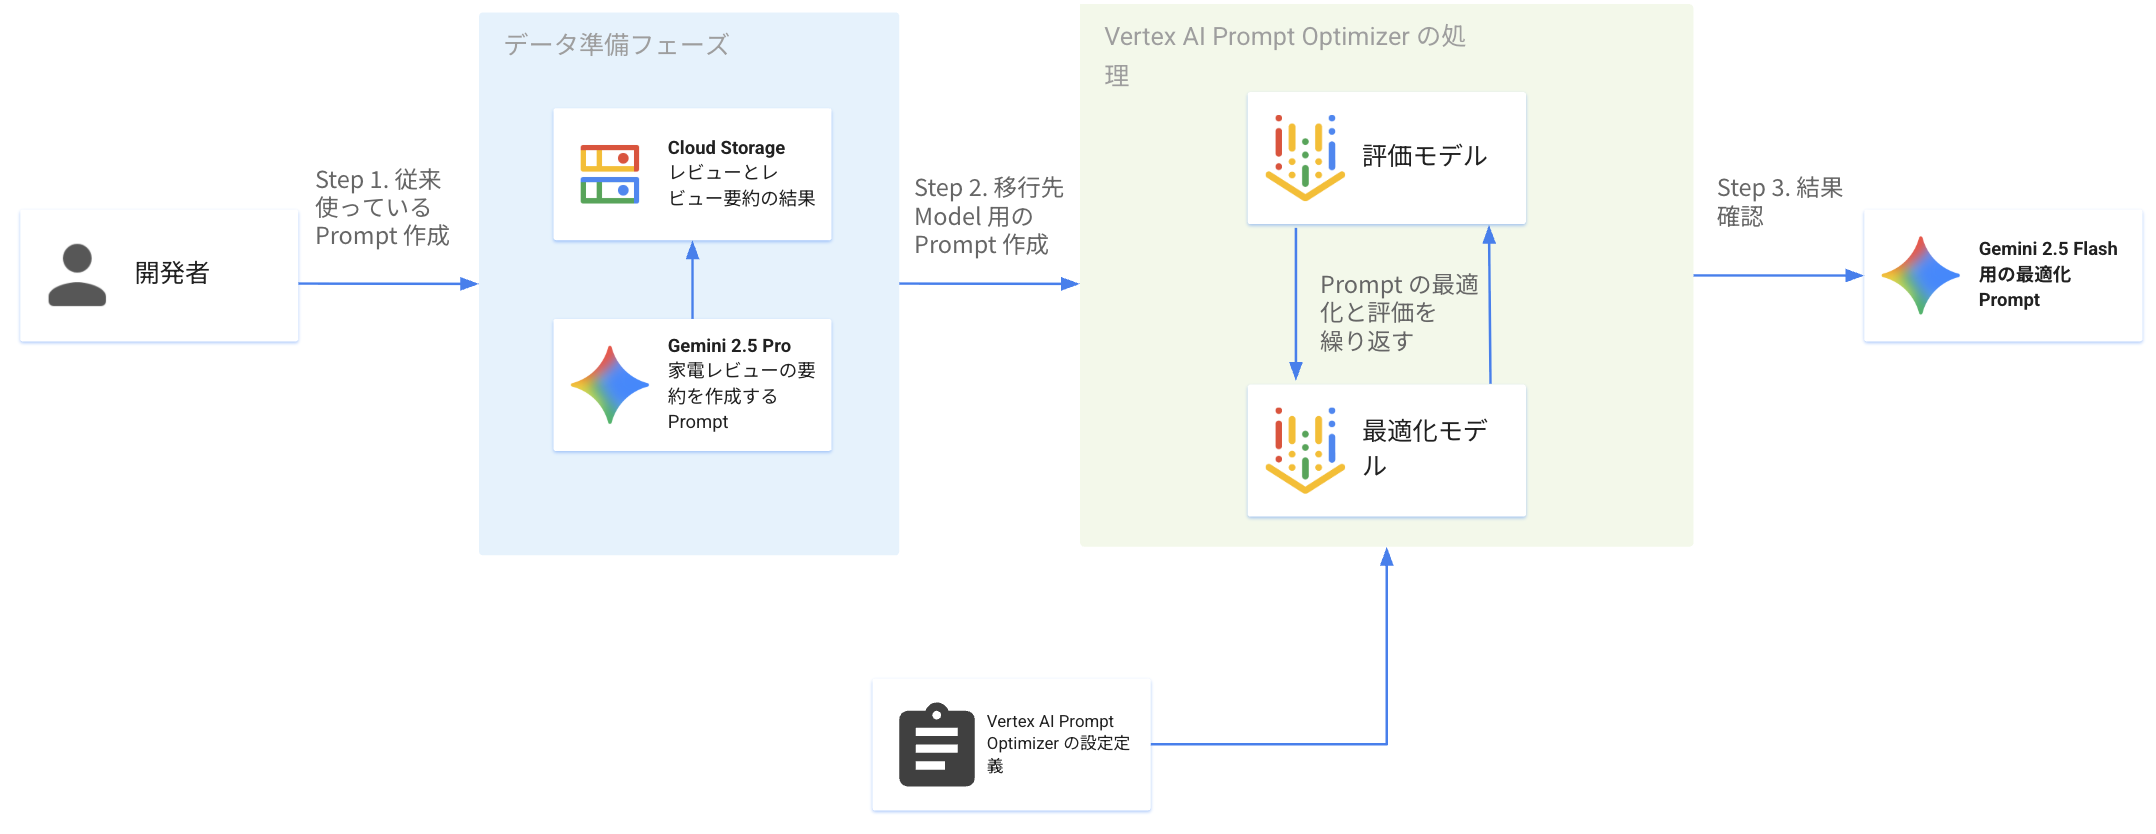 開発者
Step 1. 従来
使っている
Prompt 作成
データ準備フェーズ
Cloud Storage
レビューとレ
ビュー要約の結果
Gemini 2.5 Pro
家電レビューの要
約を作成する
Prompt
Step 2. 移行先
Model 用の
Prompt 作成
Vertex AI Prompt Optimizer の処
理
評価モデル
Prompt の最適
化と評価を
繰り返す
最適化モデ
ル
Step 3. 結果
確認
Gemini 2.5 Flash
用の最適化
Prompt
Vertex AI Prompt
Optimizer の設定定
義